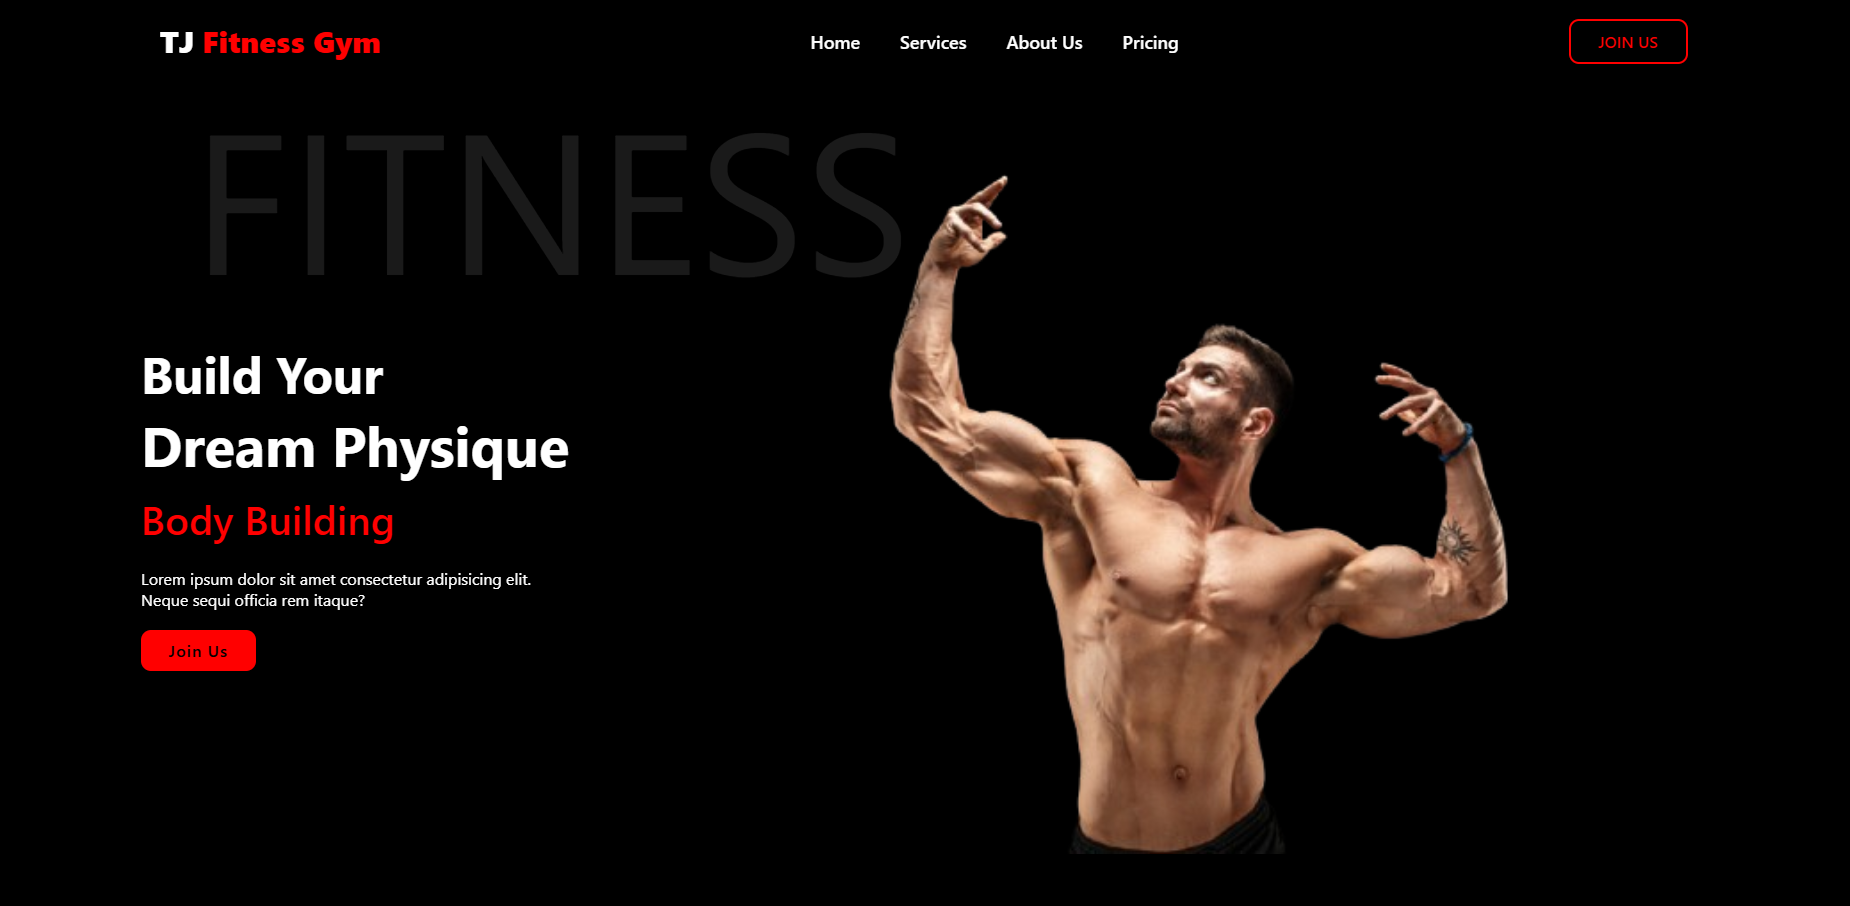 TJ Fitness Gym
Home Services About Us Pricing
JOIN US
FITNESS
Build Your
Dream Physique
Body Building
Lorem ipsum dolor sit amet consectetur adipisicing elit.
Neque sequi officia rem itaque?
Join Us